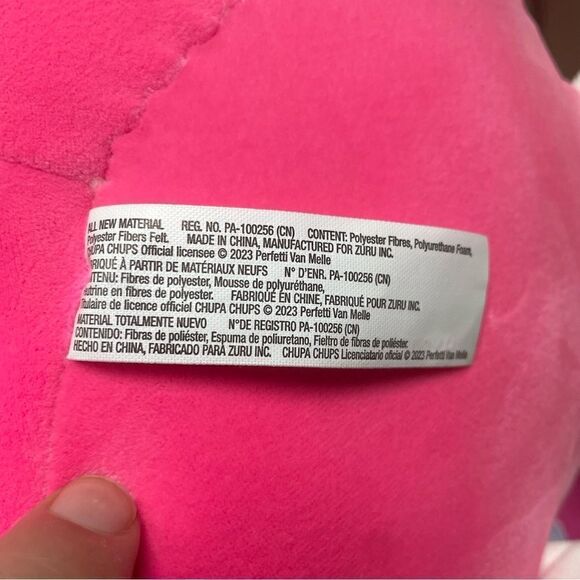 ALL NEW MATERIAL REG. NO. PA-100256 (CN) CONTENT: Polyester Fibres, Polyurethane Foam,
Polyester Fibers Felt. MADE IN CHINA, MANUFACTURED FOR ZURU INC.
CHUPA CHUPS Official licensee © 2023 Perfetti Van Melle
FABRIQUÉ À PARTIR DE MATÉRIAUX NEUFS N° D'ENR. PA-100256 (CN)
CONTENU: Fibres de polyester, Mousse de polyuréthane,
Feutrine en fibres de polyester. FABRIQUÉ EN CHINE, FABRIQUÉ POUR ZURU INC.
Titulaire de licence officiel CHUPA CHUPS © 2023 Perfetti Van Melle
MATERIAL TOTALMENTE NUEVO N°DE REGISTRO PA-100256 (CN)
CONTENIDO: Fibras de poliéster, Espuma de poliuretano, Fieltro de fibras de poliéster.
HECHO EN CHINA, FABRICADO PARA ZURU INC. CHUPA CHUPS Licenciatario oficial © 2023 Perfetti Van Melle